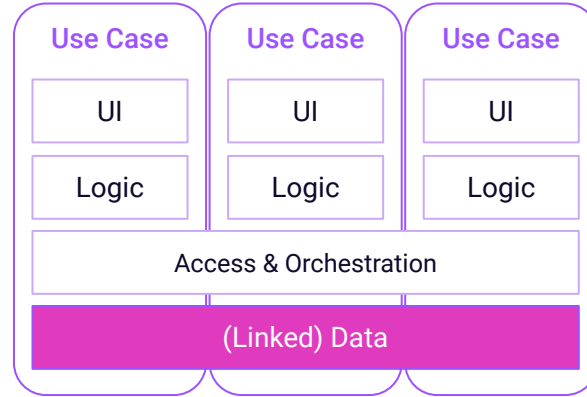 Use Case
Use Case
Use Case
UI
UI
UI
Logic
Logic
Logic
Access & Orchestration
(Linked) Data